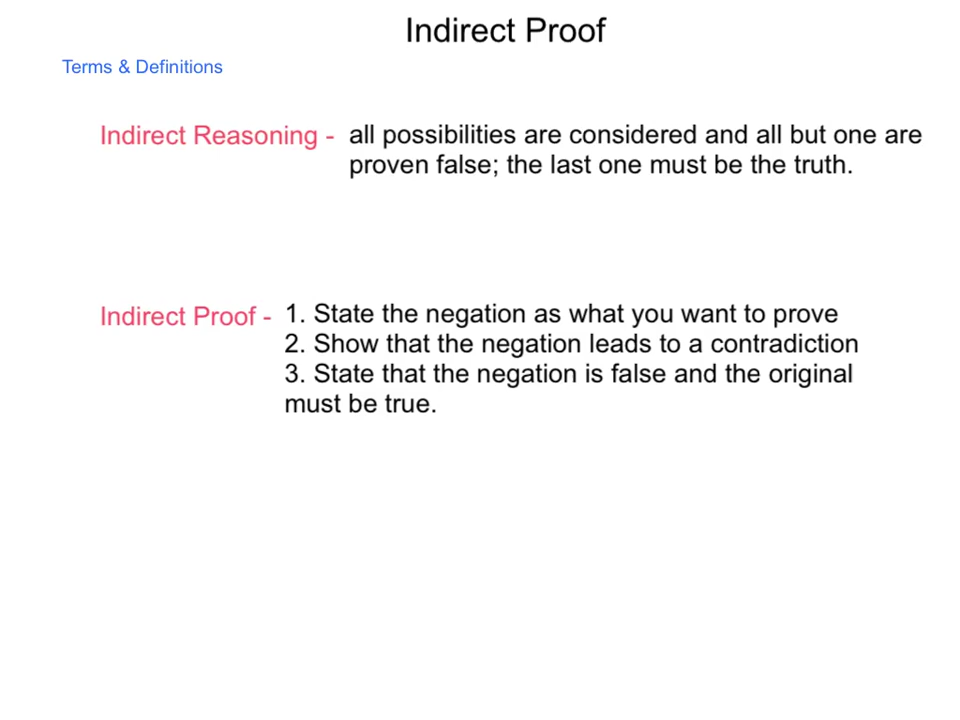 Indirect Proof
Terms & Definitions
Indirect Reasoning - all possibilities are considered and all but one are
proven false; the last one must be the truth.
Indirect Proof - 1. State the negation as what you want to prove
2. Show that the negation leads to a contradiction
3. State that the negation is false and the original
must be true.